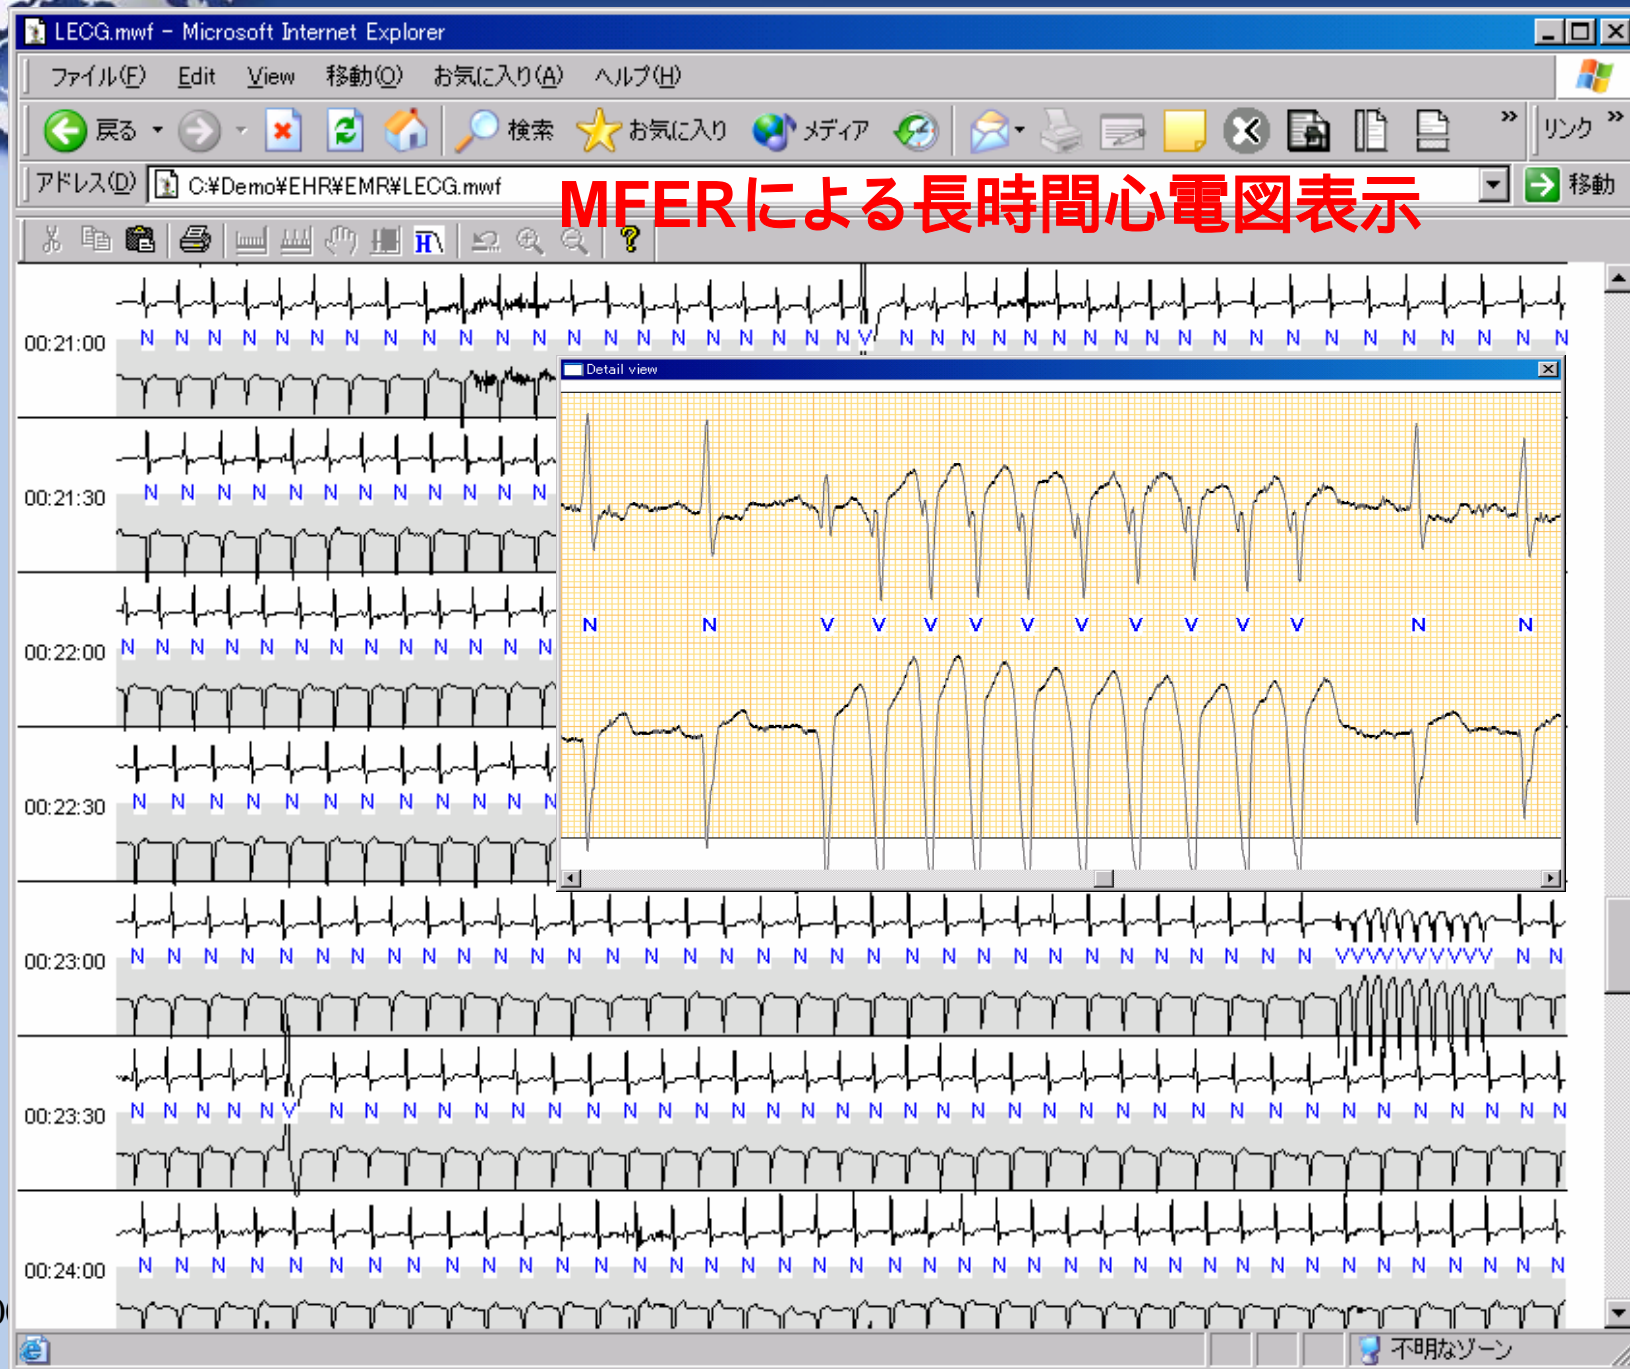 LECG.mwf - Microsoft Internet Explorer
ファイル(F) Edit View 移動(O) お気に入り(A) ヘルプ(H)
戻る 検索 お気に入り メディア » リンク »
アドレス(D) C:¥Demo¥EHR¥EMR¥LECG.mwf 移動
MFERによる長時間心電図表示
N N N N N N N N N N N N N N N N N N N N N V N N N N N N N N N N N N N N N N N N N N
00:21:00
Detail view
N N N N N N N N N N N N
00:21:30
N N V V V V V V V V V V N N
N N N N N N N N N N N N N
00:22:00
N N N N N N N N N N N N
00:22:30
N N N N N N N N N N N N N N N N N N N N N N N N N N N N N N N N N V V V V V V V V V V N N
00:23:00
N N N N N V N N N N N N N N N N N N N N N N N N N N N N N N N N N N N N N N N N N
00:23:30
N N N N N N N N N N N N N N N N N N N N N N N N N N N N N N N N N N N N N N N N
00:24:00
不明なゾーン